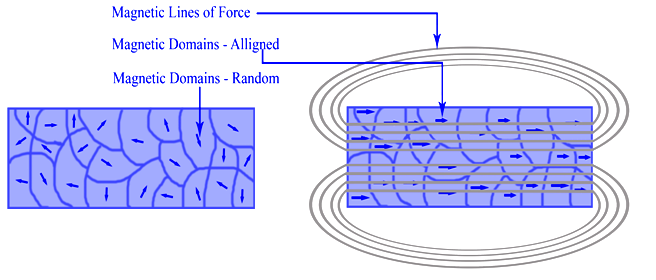 Magnetic Lines of Force
Magnetic Domains - Alligned
Magnetic Domains - Random